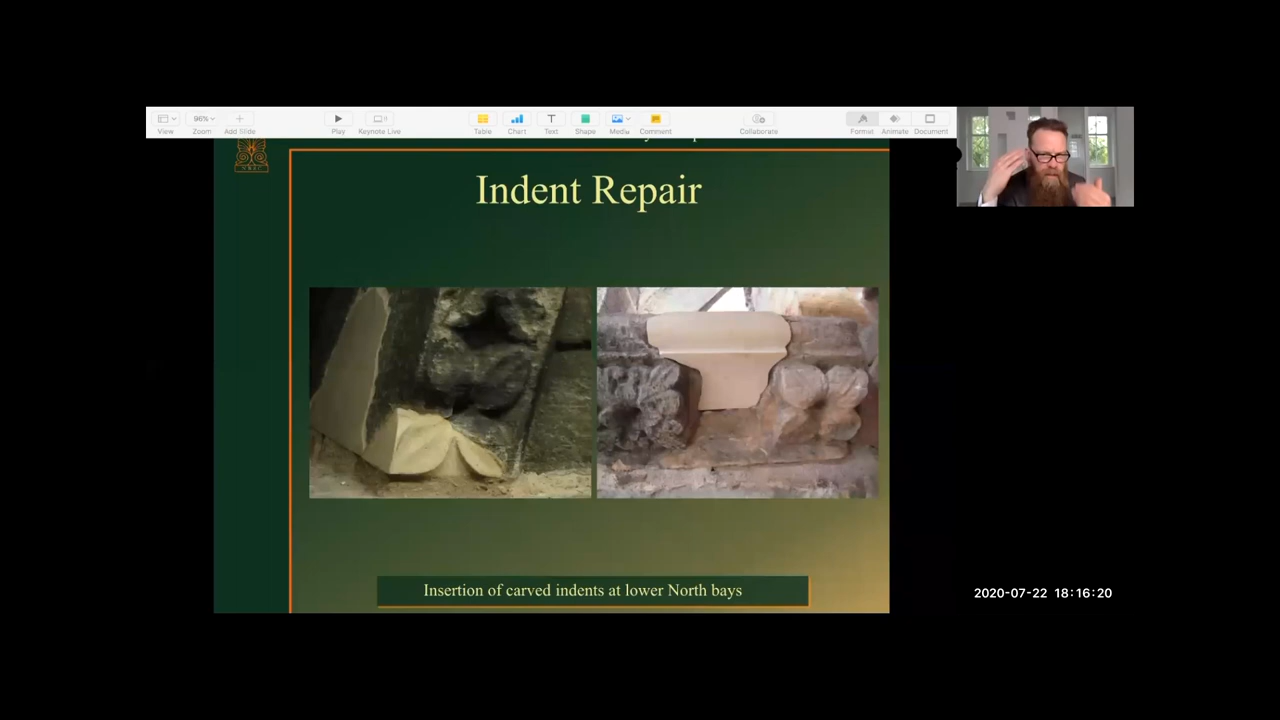 96%
View
Zoom
Add Slide
Play
Keynote Live
Table
Chart
Text
Shape
Media
Comment
Collaborate
Format
Animate
Document
Indent Repair
Insertion of carved indents at lower North bays
2020-07-22 18:16:20